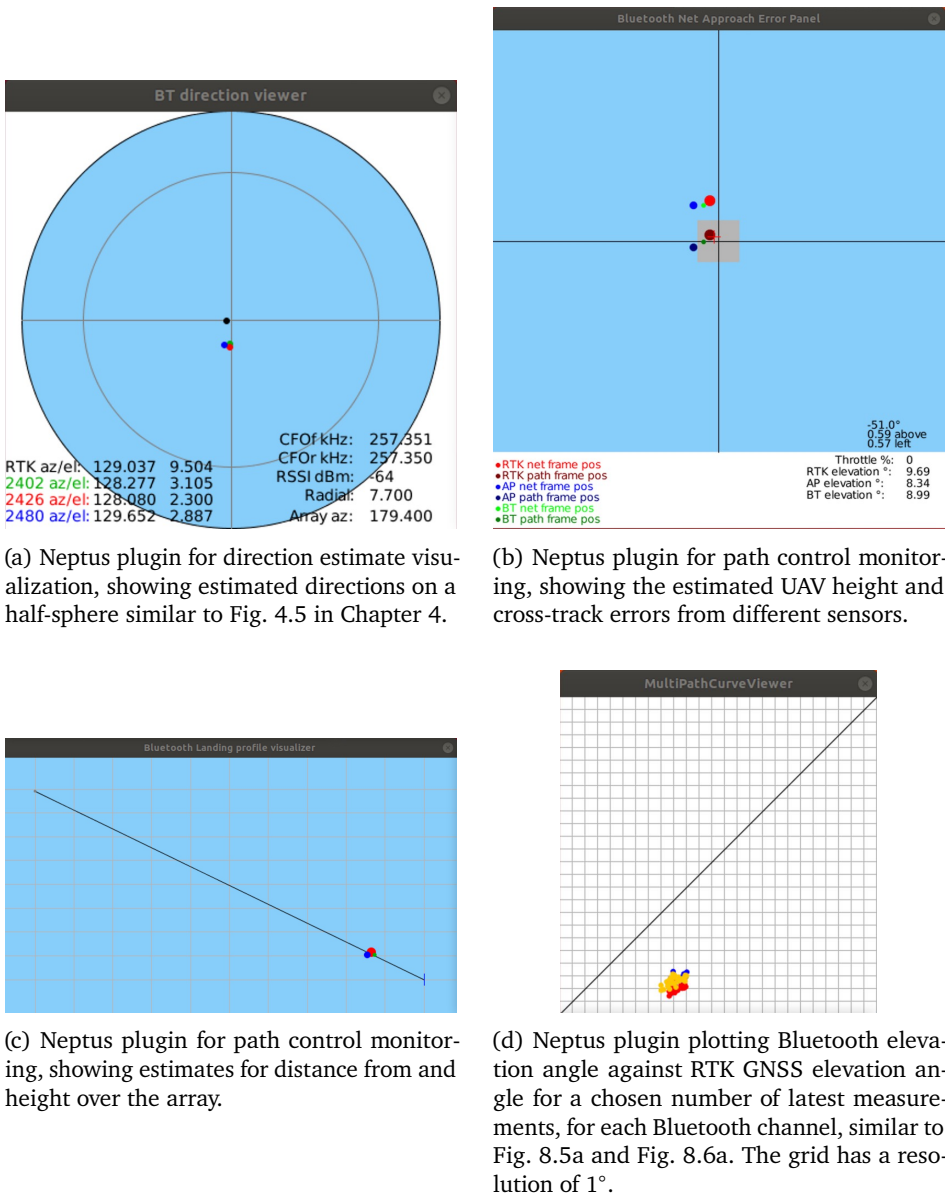 BT direction viewer
CFOf kHz: 257.351
CFOr kHz: 257.350
RSSI dBm: -64
Radial: 7.700
Array az: 179.400
RTK az/el: 129.037 9.504
2402 az/el: 128.277 3.105
2426 az/el: 128.080 2.300
2480 az/el: 129.652 2.887
(a) Neptus plugin for direction estimate visu-
alization, showing estimated directions on a
half-sphere similar to Fig. 4.5 in Chapter 4.
Bluetooth Net Approach Error Panel
-51.0°
0.59 above
0.57 left
RTK net frame pos
RTK path frame pos
AP net frame pos
AP path frame pos
BT net frame pos
BT path frame pos
Throttle %: 0
RTK elevation °: 9.69
AP elevation °: 8.34
BT elevation °: 8.99
(b) Neptus plugin for path control monitor-
ing, showing the estimated UAV height and
cross-track errors from different sensors.
Bluetooth Landing profile visualizer
(c) Neptus plugin for path control monitor-
ing, showing estimates for distance from and
height over the array.
MultiPathCurveViewer
(d) Neptus plugin plotting Bluetooth eleva-
tion angle against RTK GNSS elevation an-
gle for a chosen number of latest measure-
ments, for each Bluetooth channel, similar to
Fig. 8.5a and Fig. 8.6a. The grid has a reso-
lution of 1°.